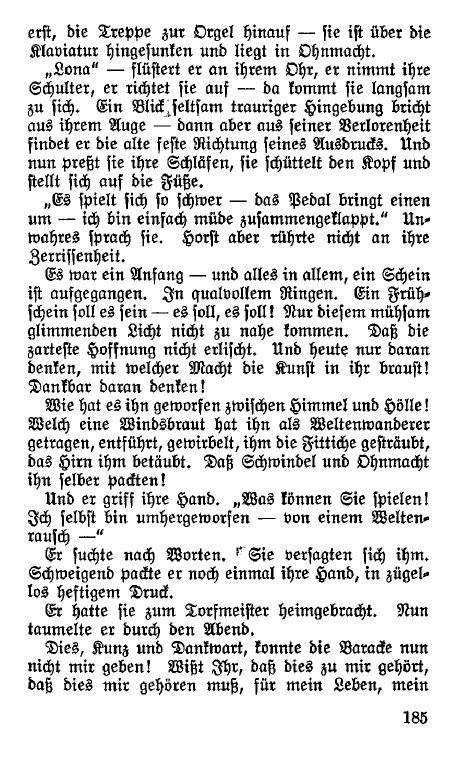 erst, die Treppe zur Orgel hinauf — sie ist über die
Klaviatur hingesunken und liegt in Ohnmacht.
„Lona“ — flüstert er an ihrem Ohr, er nimmt ihre
Schulter, er richtet sie auf — da kommt sie langsam
zu sich. Ein Blick seltsam trauriger Hingebung bricht
aus ihrem Auge — dann aber aus seiner Verlorenheit
findet er die alte feste Richtung seines Ausdrucks. Und
nun preßt sie ihre Schläfen, sie schüttelt den Kopf und
stellt sich auf die Füße.
„Es spielt sich so schwer — das Pedal bringt einen
um — ich bin einfach müde zusammengeklappt.“ Un-
wahres sprach sie. Horst aber rührte nicht an ihre
Zerrissenheit.
Es war ein Anfang — und alles in allem, ein Schein
ist aufgegangen. In qualvollem Ringen. Ein Früh-
schein soll es sein — es soll, es soll! Nur diesem mühsam
glimmenden Licht nicht zu nahe kommen. Daß die
zarteste Hoffnung nicht erlischt. Und heute nur daran
denken, mit welcher Macht die Kunst in ihr braust!
Dankbar daran denken!
Wie hat es ihn geworfen zwischen Himmel und Hölle!
Welch eine Windsbraut hat ihn als Weltenwanderer
getragen, entführt, gewirbelt, ihm die Fittiche gesträubt,
das Hirn ihm betäubt. Daß Schwindel und Ohnmacht
ihn selber packten!
Und er griff ihre Hand. „Was können Sie spielen!
Ich selbst bin umhergeworfen — von einem Welten-
rausch —“
Er suchte nach Worten. Sie versagten sich ihm.
Schweigend packte er noch einmal ihre Hand, in zügel-
los heftigem Druck.
Er hatte sie zum Torfmeister heimgebracht. Nun
taumelte er durch den Abend.
Dies, Kunz und Dankwart, konnte die Baracke nun
nicht mir geben! Wißt Ihr, daß dies zu mir gehört,
daß dies mir gehören muß, für mein Leben, mein
185